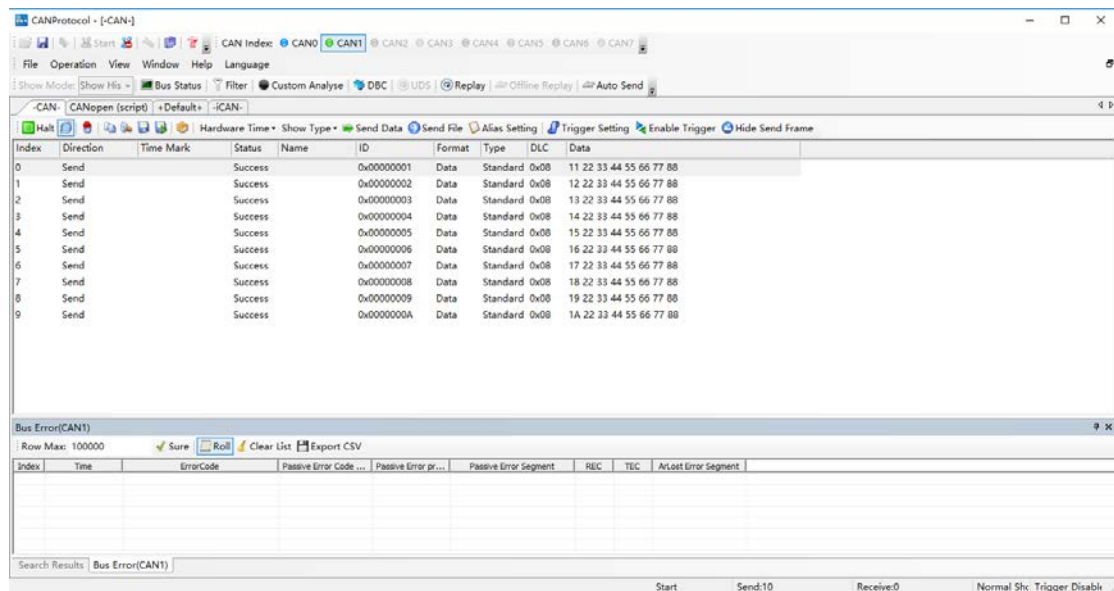 CANProtocol - [-CAN-]
Start CAN Index: CAN0 CAN1 CAN2 CAN3 CAN4 CAN5 CAN6 CAN7
File Operation View Window Help Language
Show Mode: Show His Bus Status Filter Custom Analyse DBC UDS Replay Offline Replay Auto Send
-CAN- CANopen (script) +Default+ -iCAN-
Halt Hardware Time Show Type Send Data Send File Alias Setting Trigger Setting Enable Trigger Hide Send Frame
Index Direction Time Mark Status Name ID Format Type DLC Data
0 Send Success 0x00000001 Data Standard 0x08 11 22 33 44 55 66 77 88
1 Send Success 0x00000002 Data Standard 0x08 12 22 33 44 55 66 77 88
2 Send Success 0x00000003 Data Standard 0x08 13 22 33 44 55 66 77 88
3 Send Success 0x00000004 Data Standard 0x08 14 22 33 44 55 66 77 88
4 Send Success 0x00000005 Data Standard 0x08 15 22 33 44 55 66 77 88
5 Send Success 0x00000006 Data Standard 0x08 16 22 33 44 55 66 77 88
6 Send Success 0x00000007 Data Standard 0x08 17 22 33 44 55 66 77 88
7 Send Success 0x00000008 Data Standard 0x08 18 22 33 44 55 66 77 88
8 Send Success 0x00000009 Data Standard 0x08 19 22 33 44 55 66 77 88
9 Send Success 0x0000000A Data Standard 0x08 1A 22 33 44 55 66 77 88
Bus Error(CAN1)
Row Max: 100000 Sure Roll Clear List Export CSV
Index Time ErrorCode Passive Error Code ... Passive Error pr... Passive Error Segment REC TEC ArLost Error Segment
Search Results Bus Error(CAN1)
Start Send:10 Receive:0 Normal Shc Trigger Disable